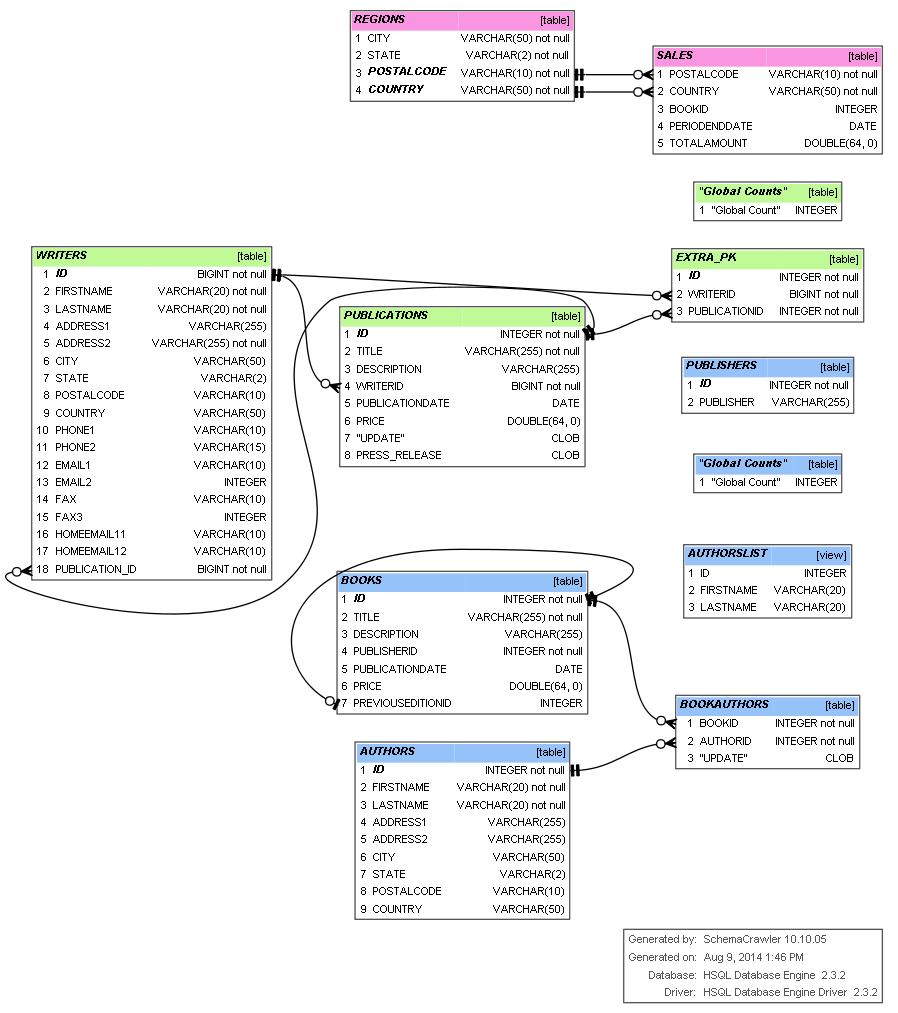 REGIONS [table]
1 CITY VARCHAR(50) not null
2 STATE VARCHAR(2) not null
3 POSTALCODE VARCHAR(10) not null
4 COUNTRY VARCHAR(50) not null
SALES [table]
1 POSTALCODE VARCHAR(10) not null
2 COUNTRY VARCHAR(50) not null
3 BOOKID INTEGER
4 PERIODENDDATE DATE
5 TOTALAMOUNT DOUBLE(64, 0)
"Global Counts" [table]
1 "Global Count" INTEGER
WRITERS [table]
1 ID BIGINT not null
2 FIRSTNAME VARCHAR(20) not null
3 LASTNAME VARCHAR(20) not null
4 ADDRESS1 VARCHAR(255)
5 ADDRESS2 VARCHAR(255) not null
6 CITY VARCHAR(50)
7 STATE VARCHAR(2)
8 POSTALCODE VARCHAR(10)
9 COUNTRY VARCHAR(50)
10 PHONE1 VARCHAR(10)
11 PHONE2 VARCHAR(15)
12 EMAIL1 VARCHAR(10)
13 EMAIL2 INTEGER
14 FAX VARCHAR(10)
15 FAX3 INTEGER
16 HOMEEMAIL11 VARCHAR(10)
17 HOMEEMAIL12 VARCHAR(10)
18 PUBLICATION_ID BIGINT not null
EXTRA_PK [table]
1 ID INTEGER not null
2 WRITERID BIGINT not null
3 PUBLICATIONID INTEGER not null
PUBLICATIONS [table]
1 ID INTEGER not null
2 TITLE VARCHAR(255) not null
3 DESCRIPTION VARCHAR(255)
4 WRITERID BIGINT not null
5 PUBLICATIONDATE DATE
6 PRICE DOUBLE(64, 0)
7 "UPDATE" CLOB
8 PRESS_RELEASE CLOB
PUBLISHERS [table]
1 ID INTEGER not null
2 PUBLISHER VARCHAR(255)
"Global Counts" [table]
1 "Global Count" INTEGER
AUTHORSLIST [view]
1 ID INTEGER
2 FIRSTNAME VARCHAR(20)
3 LASTNAME VARCHAR(20)
BOOKS [table]
1 ID INTEGER not null
2 TITLE VARCHAR(255) not null
3 DESCRIPTION VARCHAR(255)
4 PUBLISHERID INTEGER not null
5 PUBLICATIONDATE DATE
6 PRICE DOUBLE(64, 0)
7 PREVIOUSEDITIONID INTEGER
BOOKAUTHORS [table]
1 BOOKID INTEGER not null
2 AUTHORID INTEGER not null
3 "UPDATE" CLOB
AUTHORS [table]
1 ID INTEGER not null
2 FIRSTNAME VARCHAR(20) not null
3 LASTNAME VARCHAR(20) not null
4 ADDRESS1 VARCHAR(255)
5 ADDRESS2 VARCHAR(255)
6 CITY VARCHAR(50)
7 STATE VARCHAR(2)
8 POSTALCODE VARCHAR(10)
9 COUNTRY VARCHAR(50)
Generated by: SchemaCrawler 10.10.05
Generated on: Aug 9, 2014 1:46 PM
Database: HSQL Database Engine 2.3.2
Driver: HSQL Database Engine Driver 2.3.2